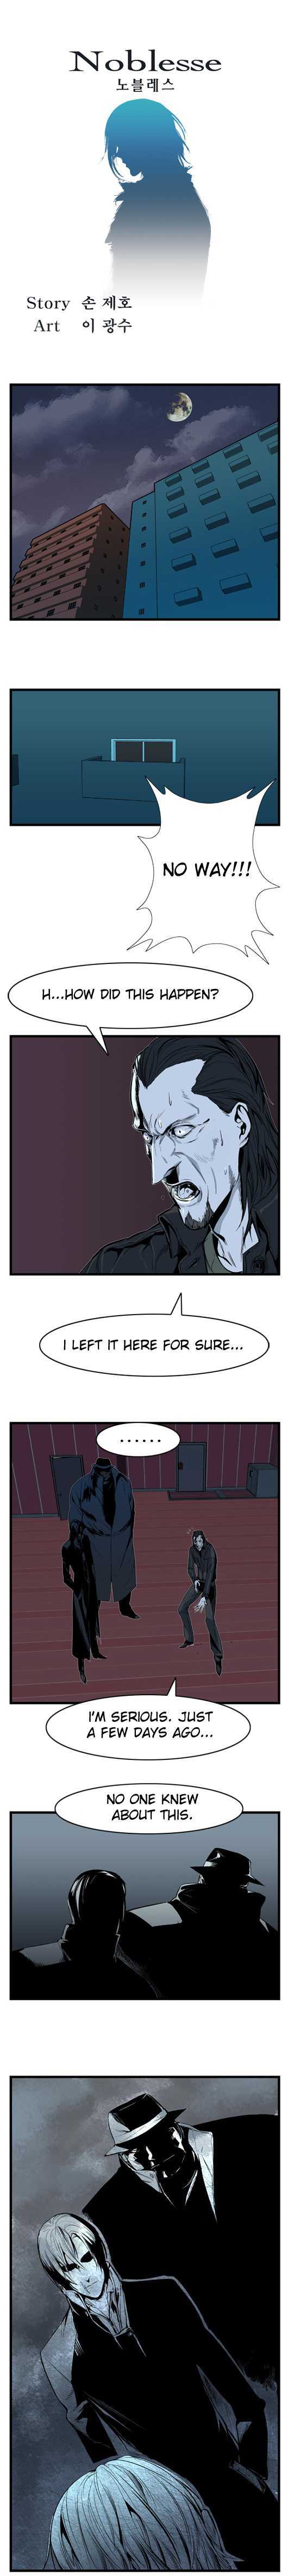 Noblesse
노블레스
Story 손 제호
Art 이 광수
NO WAY!!!
H...HOW DID THIS HAPPEN?
I LEFT IT HERE FOR SURE...
......
I'M SERIOUS. JUST
A FEW DAYS AGO...
NO ONE KNEW
ABOUT THIS.